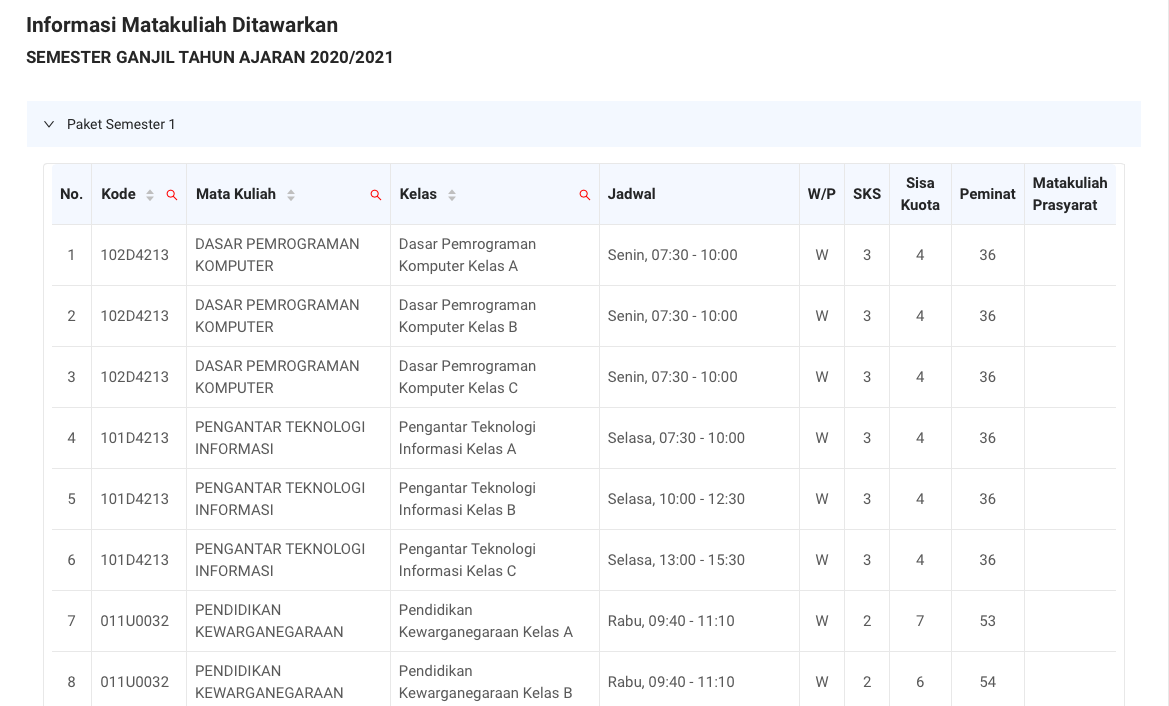 Informasi Matakuliah Ditawarkan
SEMESTER GANJIL TAHUN AJARAN 2020/2021
Paket Semester 1
No. Kode Mata Kuliah Kelas Jadwal W/P SKS Sisa Kuota Peminat Matakuliah Prasyarat
1 102D4213 DASAR PEMROGRAMAN KOMPUTER Dasar Pemrograman Komputer Kelas A Senin, 07:30 - 10:00 W 3 4 36
2 102D4213 DASAR PEMROGRAMAN KOMPUTER Dasar Pemrograman Komputer Kelas B Senin, 07:30 - 10:00 W 3 4 36
3 102D4213 DASAR PEMROGRAMAN KOMPUTER Dasar Pemrograman Komputer Kelas C Senin, 07:30 - 10:00 W 3 4 36
4 101D4213 PENGANTAR TEKNOLOGI INFORMASI Pengantar Teknologi Informasi Kelas A Selasa, 07:30 - 10:00 W 3 4 36
5 101D4213 PENGANTAR TEKNOLOGI INFORMASI Pengantar Teknologi Informasi Kelas B Selasa, 10:00 - 12:30 W 3 4 36
6 101D4213 PENGANTAR TEKNOLOGI INFORMASI Pengantar Teknologi Informasi Kelas C Selasa, 13:00 - 15:30 W 3 4 36
7 011U0032 PENDIDIKAN KEWARGANEGARAAN Pendidikan Kewarganegaraan Kelas A Rabu, 09:40 - 11:10 W 2 7 53
8 011U0032 PENDIDIKAN KEWARGANEGARAAN Pendidikan Kewarganegaraan Kelas B Rabu, 09:40 - 11:10 W 2 6 54